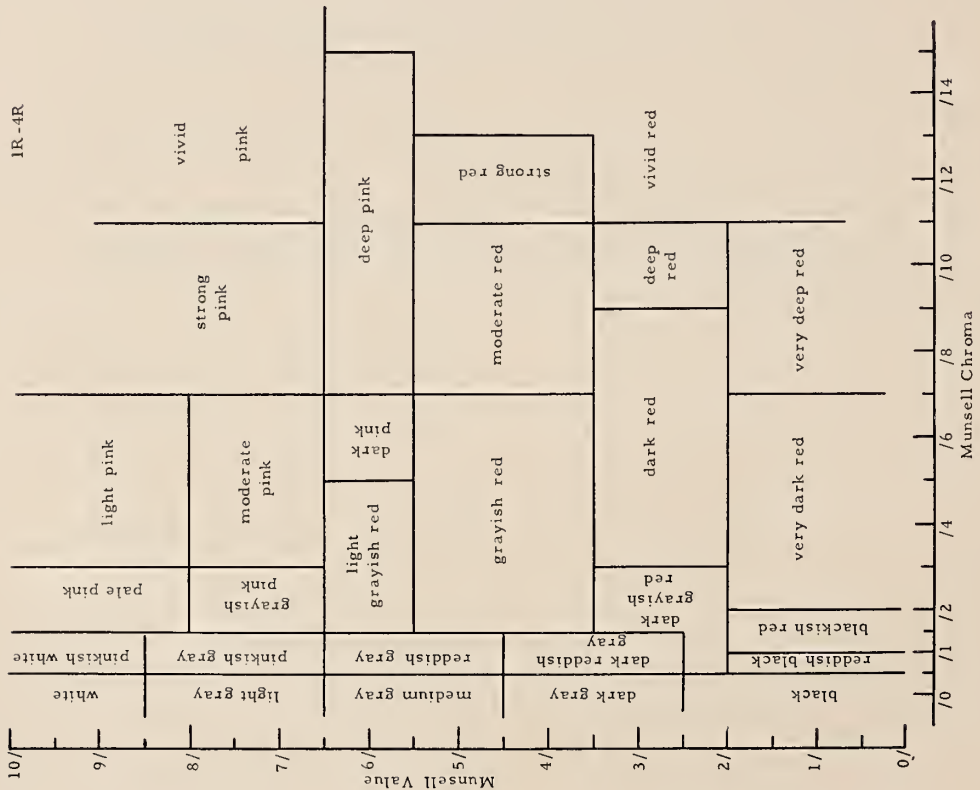 1R-4R
vivid
pink
strong
pink
light pink
moderate
pink
pale pink
grayish
pink
pinkish white
pinkish gray
white
light gray
deep pink
dark
pink
light
grayish red
reddish gray
medium gray
strong red
moderate red
grayish red
dark reddish
gray
dark gray
vivid red
deep
red
dark red
dark
grayish
red
very deep red
very dark red
blackish red
reddish black
black
Munsell Value
10/
9/
8/
7/
6/
5/
4/
3/
2/
1/
0/
Munsell Chroma
/0
/1
/2
/4
/6
/8
/10
/12
/14